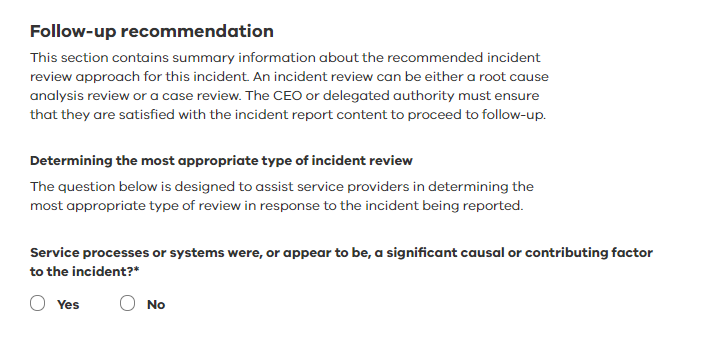 Follow-up recommendation
This section contains summary information about the recommended incident
review approach for this incident. An incident review can be either a root cause
analysis review or a case review. The CEO or delegated authority must ensure
that they are satisfied with the incident report content to proceed to follow-up.
Determining the most appropriate type of incident review
The question below is designed to assist service providers in determining the
most appropriate type of review in response to the incident being reported.
Service processes or systems were, or appear to be, a significant causal or contributing factor
to the incident?*
Yes No